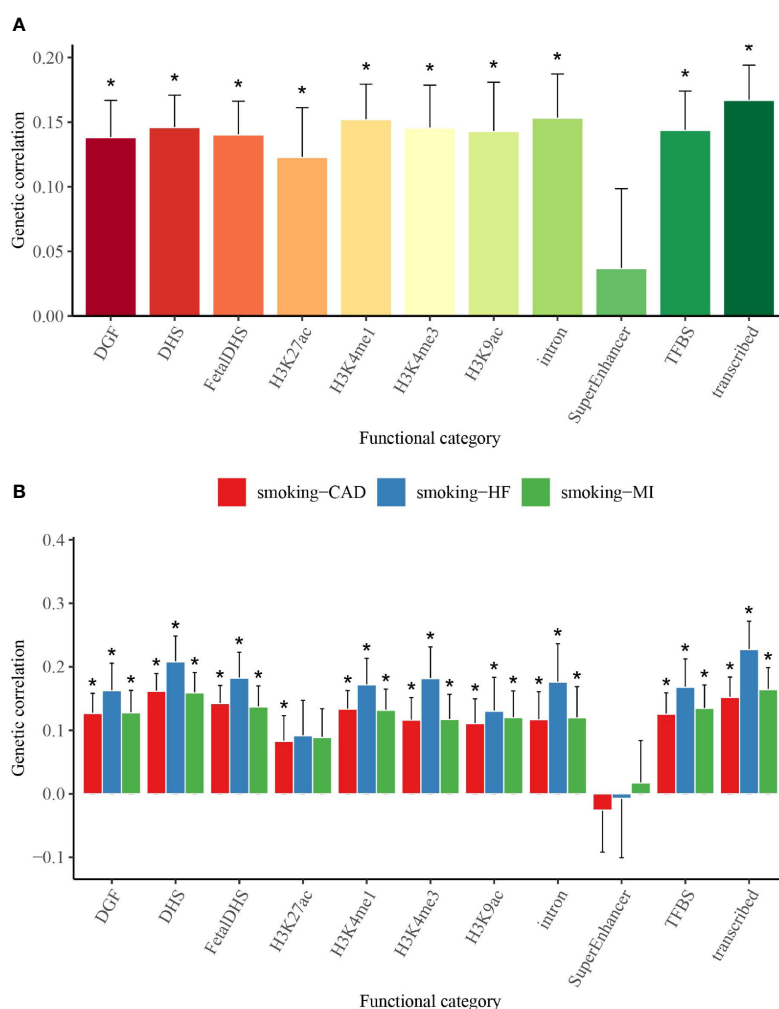 A
Genetic correlation
0.20
0.15
0.10
0.05
0.00
* * * * * * * * * *
DGF
DHS
FetalDHS
H3K27ac
H3K4me1
H3K4me3
H3K9ac
intron
SuperEnhancer
TFBS
transcribed
Functional category
B
smoking−CAD smoking−HF smoking−MI
Genetic correlation
0.4
0.3
0.2
0.1
0.0
−0.1
* * * * * * * * * * * * * * * * * * * * * * * * * * * *
DGF
DHS
FetalDHS
H3K27ac
H3K4me1
H3K4me3
H3K9ac
intron
SuperEnhancer
TFBS
transcribed
Functional category